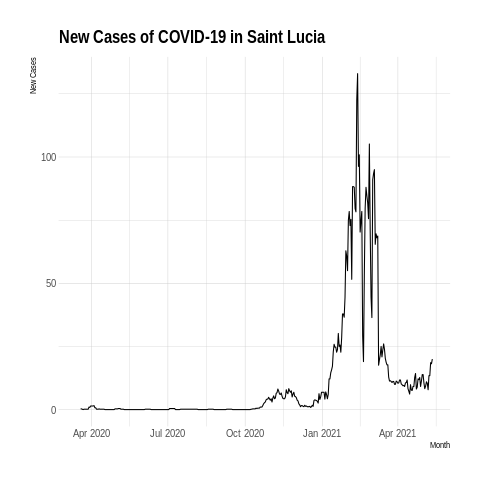 New Cases of COVID-19 in Saint Lucia
New Cases
100
50
0
Apr 2020 Jul 2020 Oct 2020 Jan 2021 Apr 2021
Month